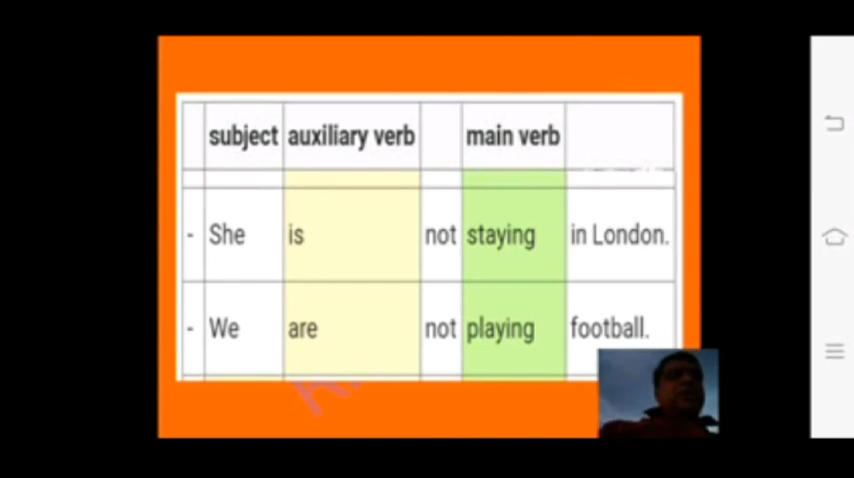 subject auxiliary verb main verb
- She is not staying in London.
- We are not playing football.